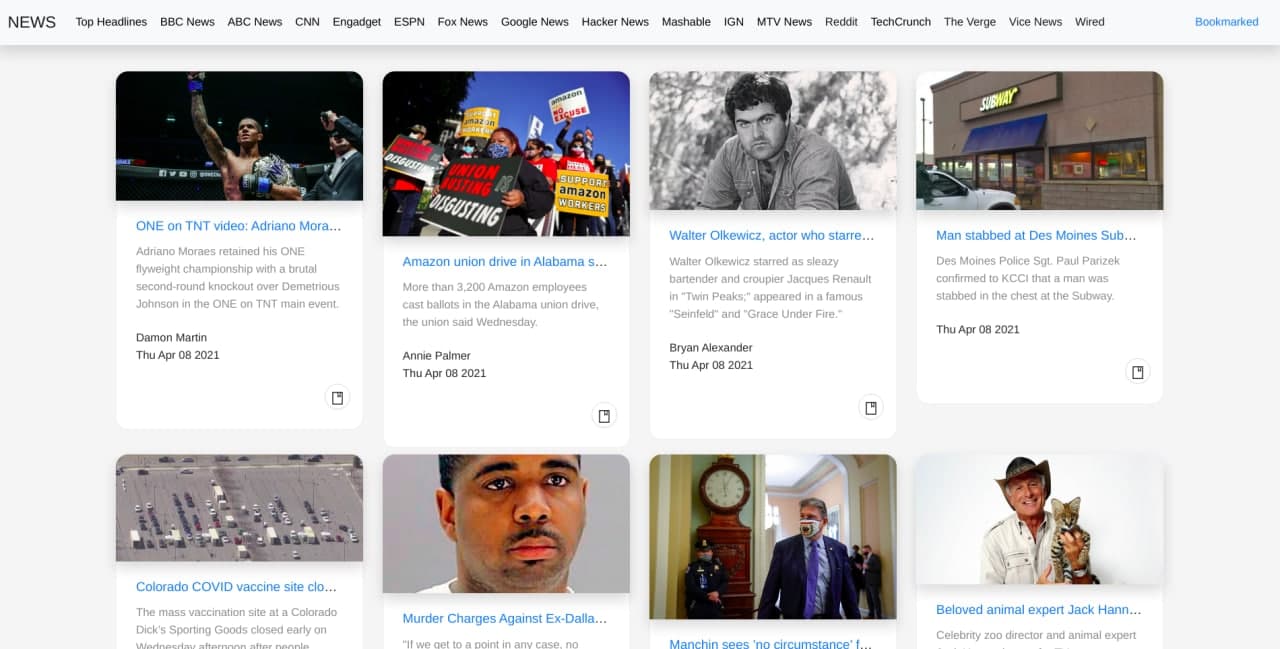 NEWS Top Headlines BBC News ABC News CNN Engadget ESPN Fox News Google News Hacker News Mashable IGN MTV News Reddit TechCrunch The Verge Vice News Wired Bookmarked
ONE on TNT video: Adriano Mora...
Adriano Moraes retained his ONE
flyweight championship with a brutal
second-round knockout over Demetrious
Johnson in the ONE on TNT main event.
Damon Martin
Thu Apr 08 2021
amazon
NO
EXCUSE
SUPPORT
amazon
WORKERS
DISGUSTING
UNION
BUSTING
DISGUSTING
SUPPORT
amazon
WORKERS
Amazon union drive in Alabama s...
More than 3,200 Amazon employees
cast ballots in the Alabama union drive,
the union said Wednesday.
Annie Palmer
Thu Apr 08 2021
Walter Olkewicz, actor who starre...
Walter Olkewicz starred as sleazy
bartender and croupier Jacques Renault
in "Twin Peaks;" appeared in a famous
"Seinfeld" and "Grace Under Fire."
Bryan Alexander
Thu Apr 08 2021
SUBWAY
Man stabbed at Des Moines Sub...
Des Moines Police Sgt. Paul Parizek
confirmed to KCCI that a man was
stabbed in the chest at the Subway.
Thu Apr 08 2021
Colorado COVID vaccine site clo...
The mass vaccination site at a Colorado
Dick's Sporting Goods closed early on
Wednesday afternoon after people
Murder Charges Against Ex-Dalla...
"If we get to a point in any case, no
Manchin sees 'no circumstance' f...
Beloved animal expert Jack Hann...
Celebrity zoo director and animal expert